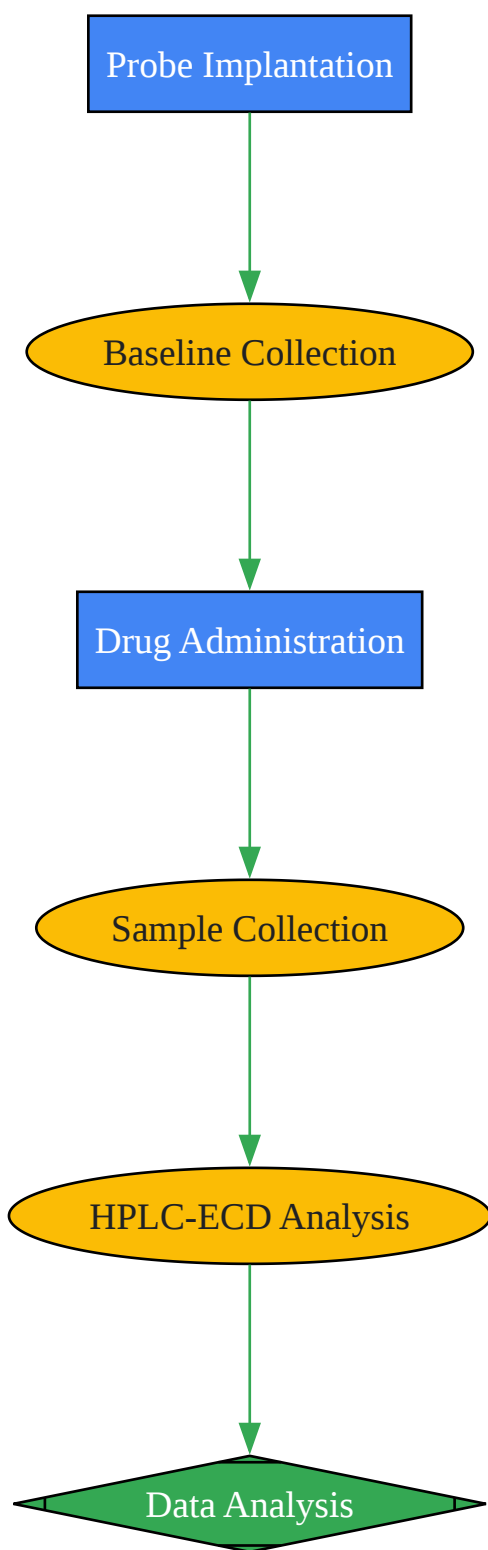 Probe Implantation
Baseline Collection
Drug Administration
Sample Collection
HPLC-ECD Analysis
Data Analysis